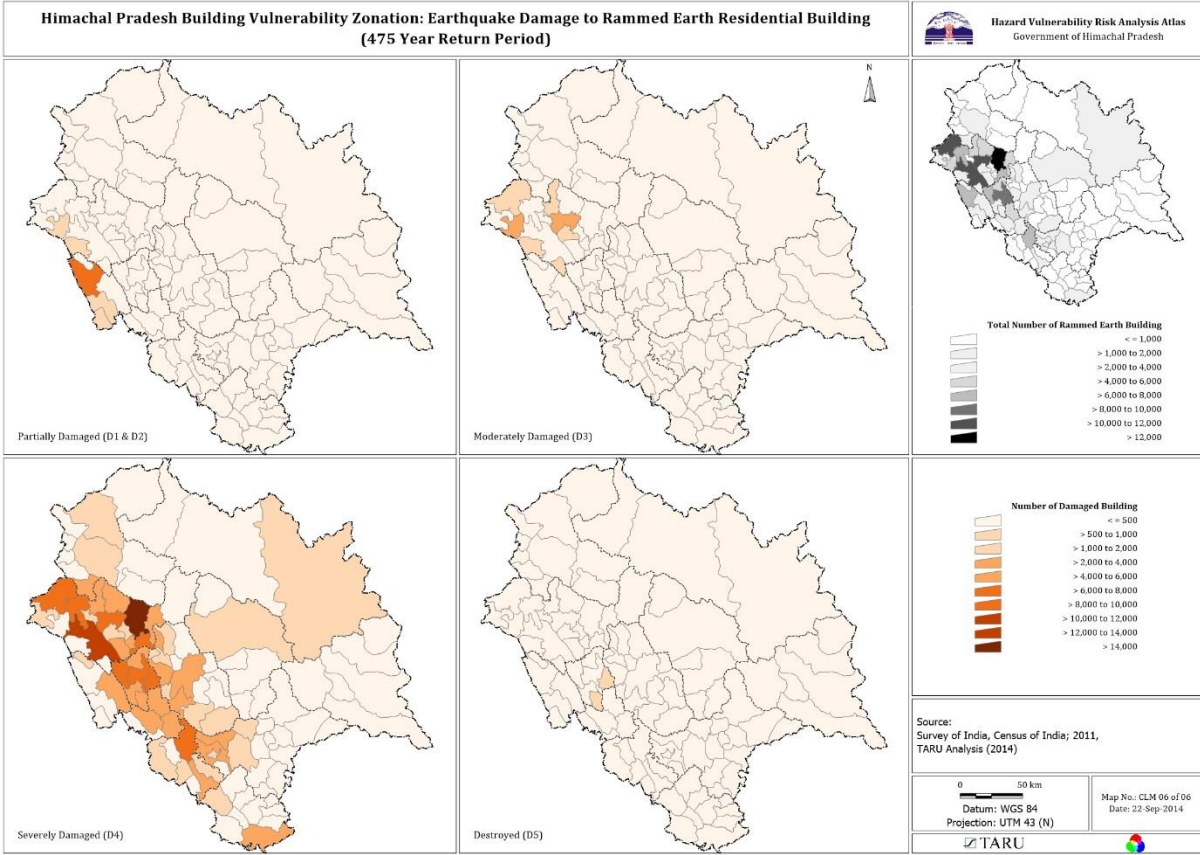 Himachal Pradesh Building Vulnerability Zonation: Earthquake Damage to Rammed Earth Residential Building
(475 Year Return Period)
Hazard Vulnerability Risk Analysis Atlas
Government of Himachal Pradesh
N
Partially Damaged (D1 & D2)
Moderately Damaged (D3)
Total Number of Rammed Earth Building
< = 1,000
> 1,000 to 2,000
> 2,000 to 4,000
> 4,000 to 6,000
> 6,000 to 8,000
> 8,000 to 10,000
> 10,000 to 12,000
> 12,000
Severely Damaged (D4)
Destroyed (D5)
Number of Damaged Building
< = 500
> 500 to 1,000
> 1,000 to 2,000
> 2,000 to 4,000
> 4,000 to 6,000
> 6,000 to 8,000
> 8,000 to 10,000
> 10,000 to 12,000
> 12,000 to 14,000
> 14,000
Source:
Survey of India, Census of India; 2011,
TARU Analysis (2014)
0 50 km
Datum: WGS 84
Projection: UTM 43 (N)
Map No.: CLM 06 of 06
Date: 22-Sep-2014
TARU